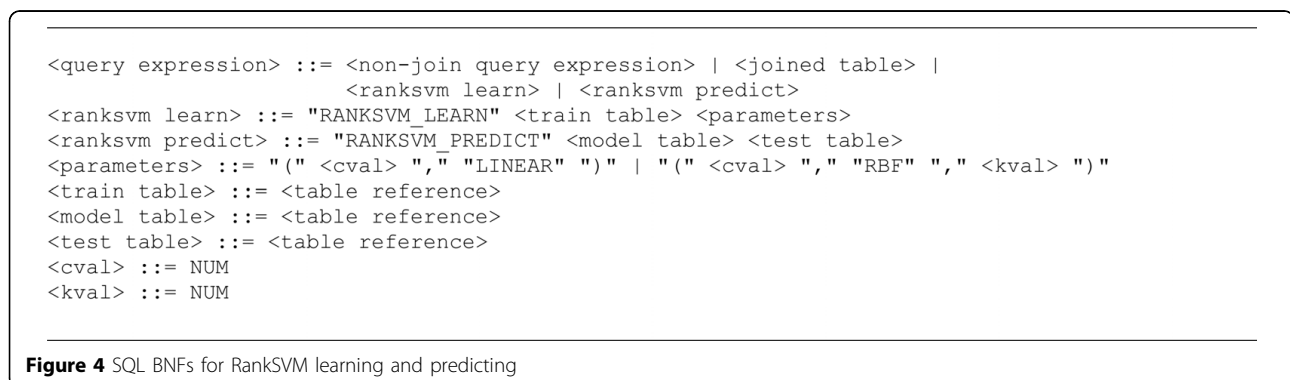 <query expression> ::= <non-join query expression> | <joined table> |
<ranksvm learn> | <ranksvm predict>
<ranksvm learn> ::= "RANKSVM_LEARN" <train table> <parameters>
<ranksvm predict> ::= "RANKSVM_PREDICT" <model table> <test table>
<parameters> ::= "(" <cval> "," "LINEAR" ")" | "(" <cval> "," "RBF" "," <kval> ")"
<train table> ::= <table reference>
<model table> ::= <table reference>
<test table> ::= <table reference>
<cval> ::= NUM
<kval> ::= NUM
Figure 4 SQL BNFs for RankSVM learning and predicting